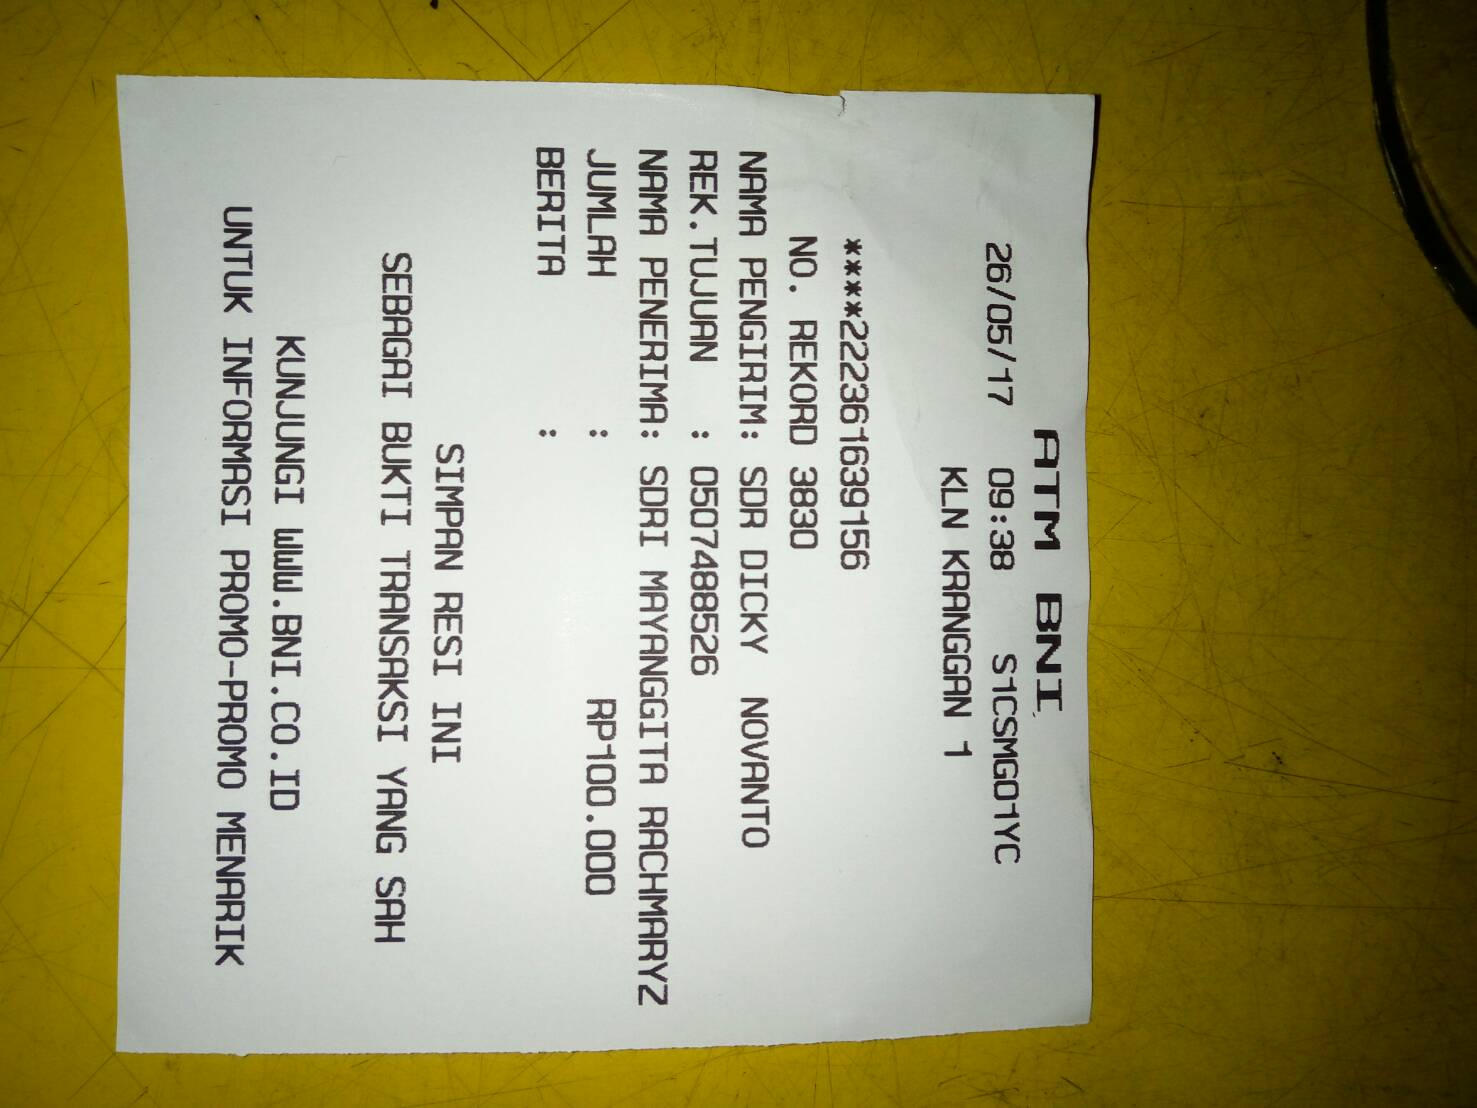 ATM BNI
26/05/17 09:38 S1CSMG01YC
KLN KRANGGAN 1
****222361639156
NO. REKORD 3830
NAMA PENGIRIM: SDR DICKY NOVANTO
REK.TUJUAN : 0507488526
NAMA PENERIMA: SDRI MAYANGGITA RACHMARYZ
JUMLAH : RP100.000
BERITA :
SIMPAN RESI INI
SEBAGAI BUKTI TRANSAKSI YANG SAH
KUNJUNGI WWW.BNI.CO.ID
UNTUK INFORMASI PROMO-PROMO MENARIK